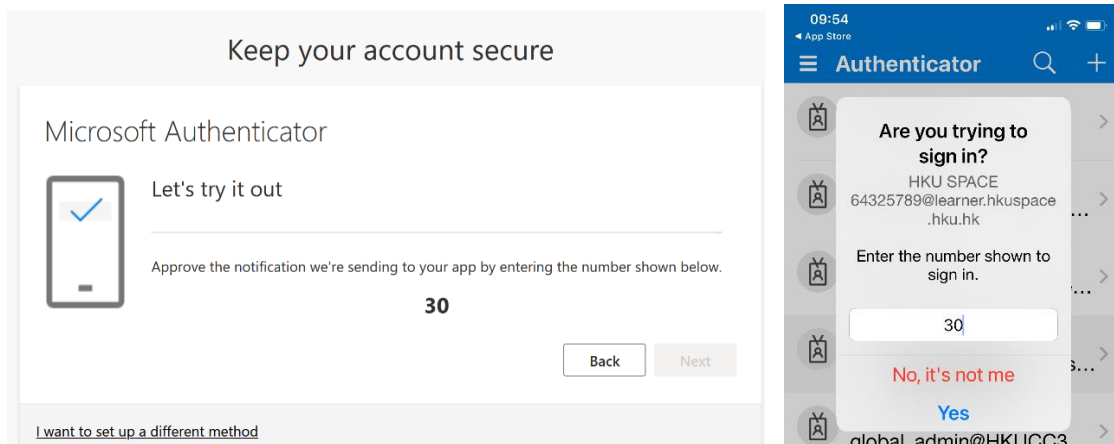 Keep your account secure
Microsoft Authenticator
Let's try it out
Approve the notification we're sending to your app by entering the number shown below.
30
Back
Next
I want to set up a different method
09:54
◀ App Store
Authenticator
Are you trying to
sign in?
HKU SPACE
64325789@learner.hkuspace
.hku.hk
Enter the number shown to
sign in.
30
No, it's not me
Yes
global_admin@HKUCC3